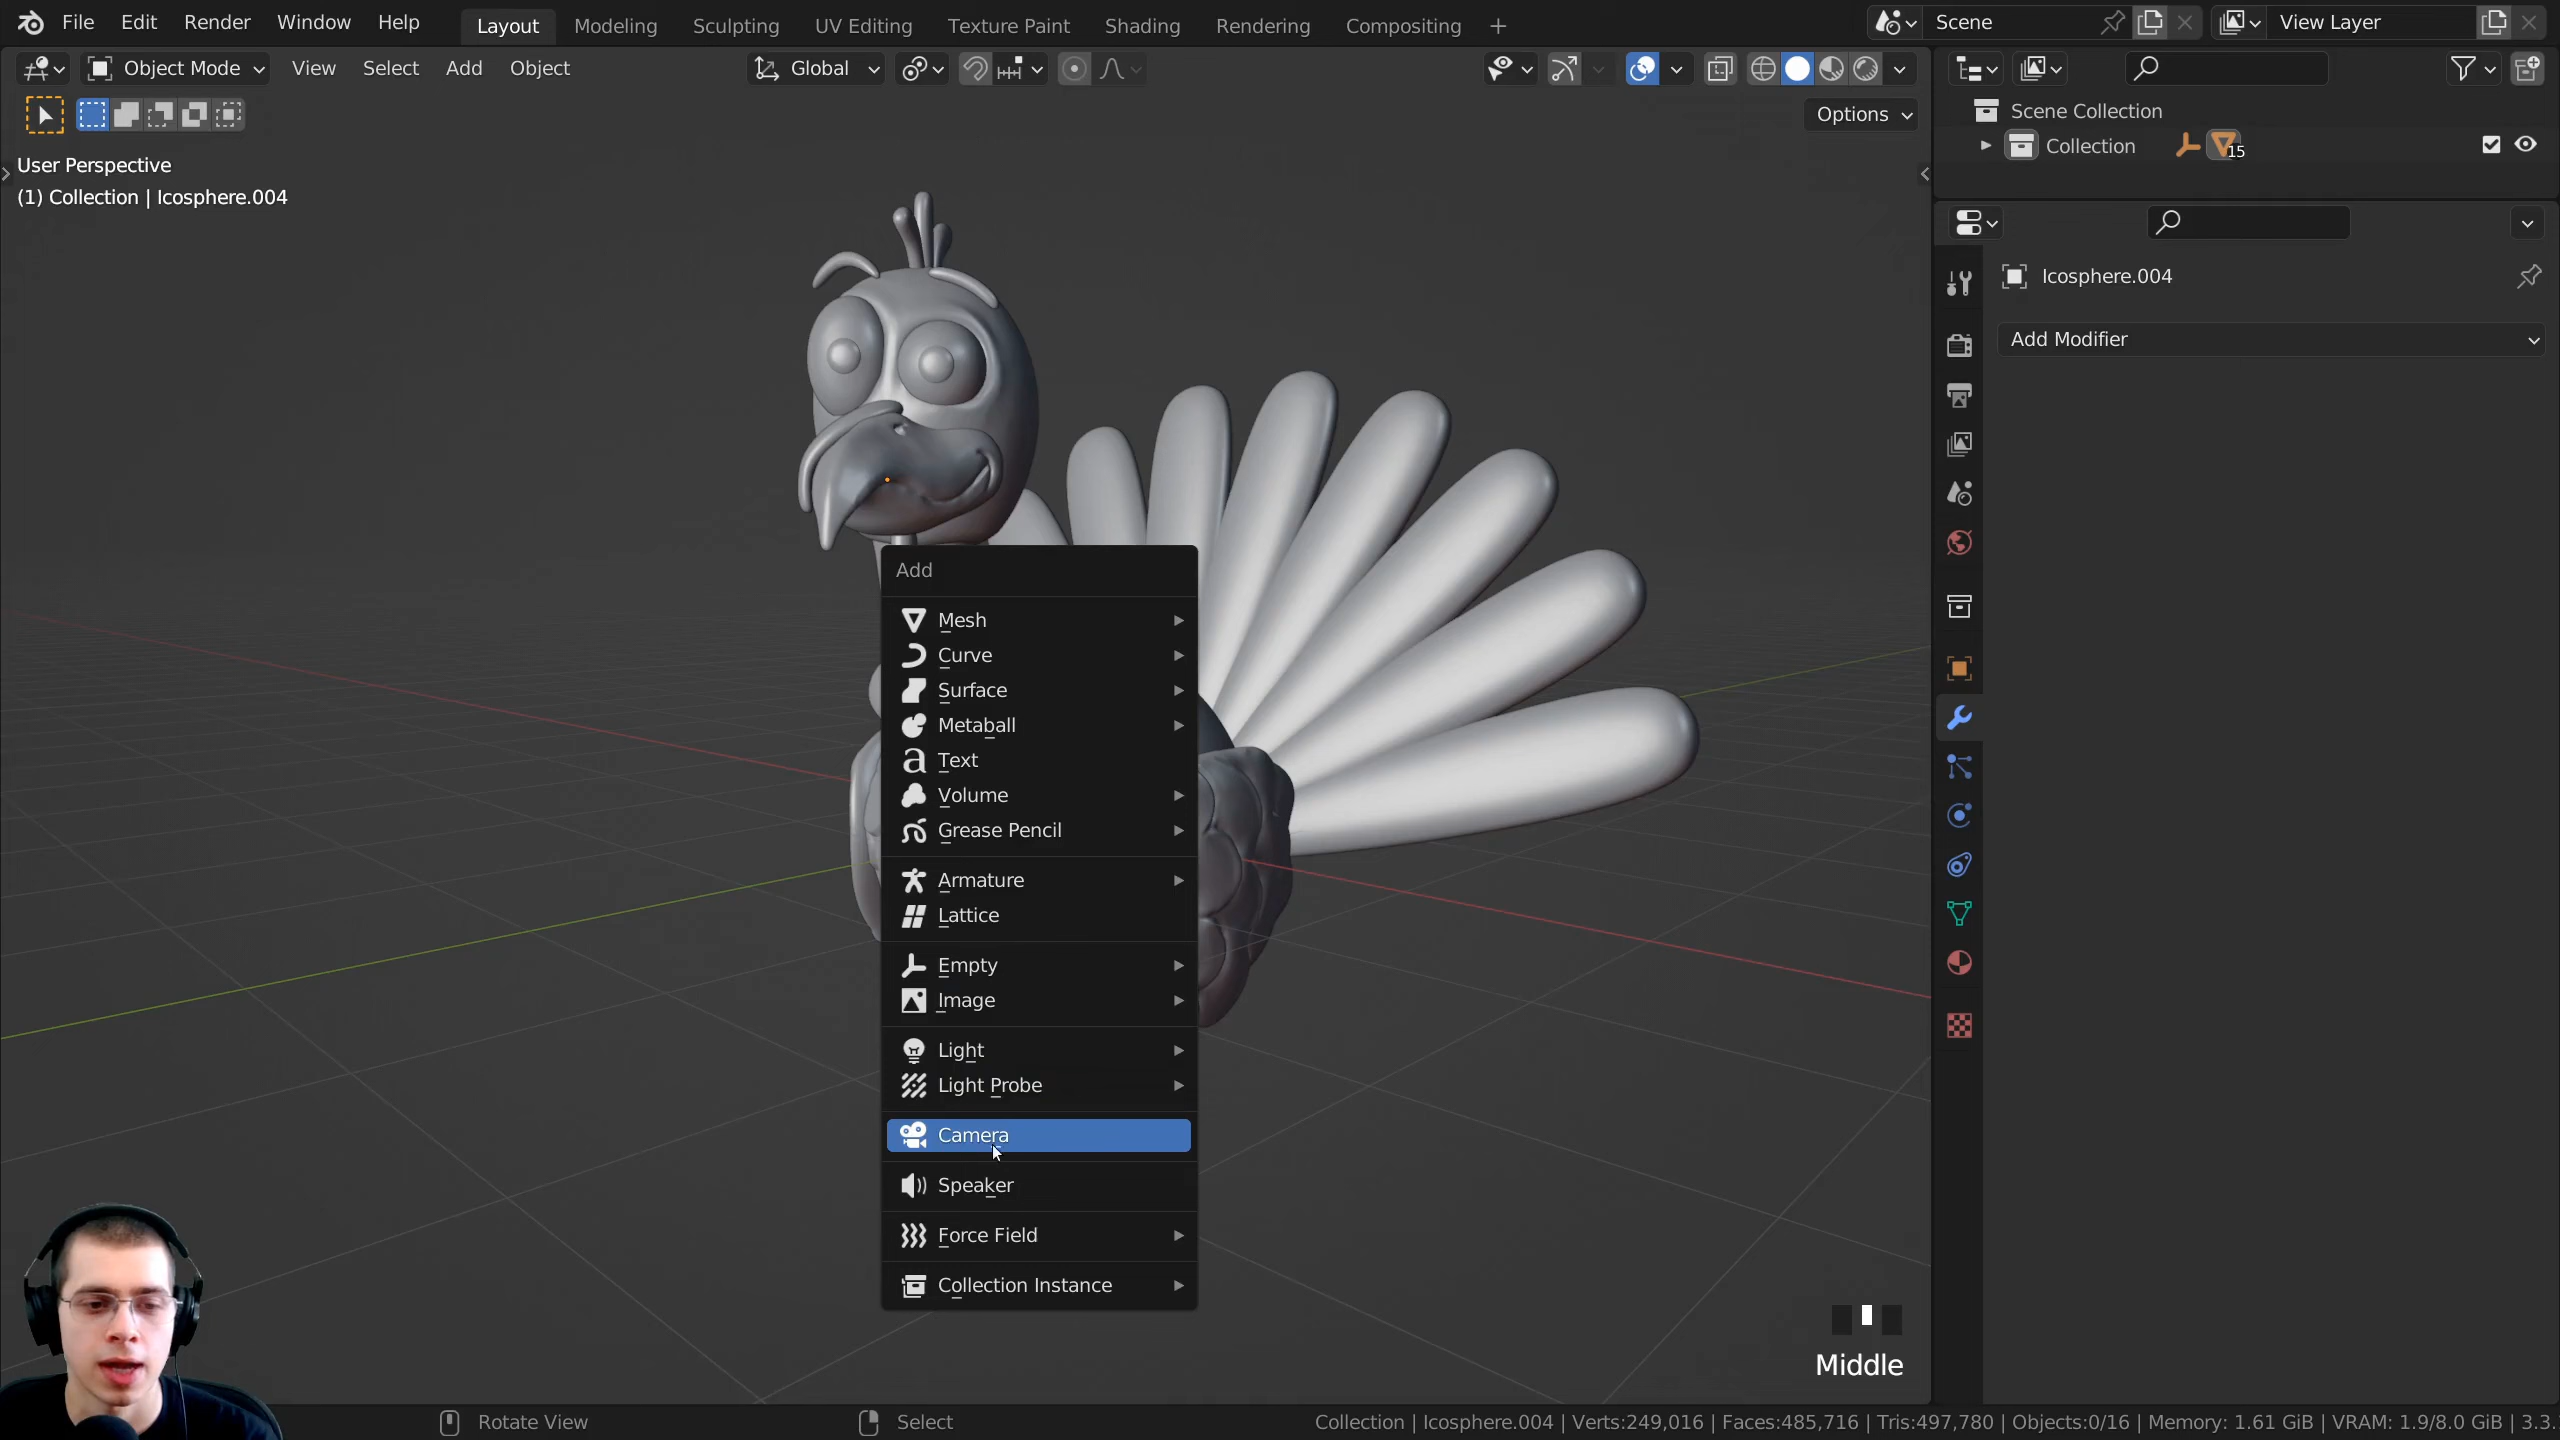 File Edit Render Window Help Layout Modeling Sculpting UV Editing Texture Paint Shading Rendering Compositing + Scene View Layer
Object Mode View Select Add Object Global
Options
User Perspective
(1) Collection | Icosphere.004
Scene Collection
Collection 15
Icosphere.004
Add Modifier
Add
Mesh
Curve
Surface
Metaball
Text
Volume
Grease Pencil
Armature
Lattice
Empty
Image
Light
Light Probe
Camera
Speaker
Force Field
Collection Instance
Middle
Rotate View Select Collection | Icosphere.004 | Verts:249,016 | Faces:485,716 | Tris:497,780 | Objects:0/16 | Memory: 1.61 GiB | VRAM: 1.9/8.0 GiB | 3.3.